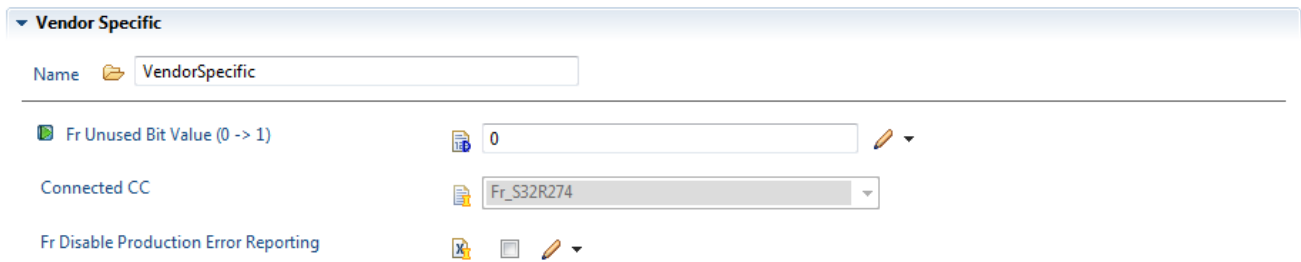 Vendor Specific
Name VendorSpecific
Fr Unused Bit Value (0 -> 1) 0
Connected CC Fr_S32R274
Fr Disable Production Error Reporting